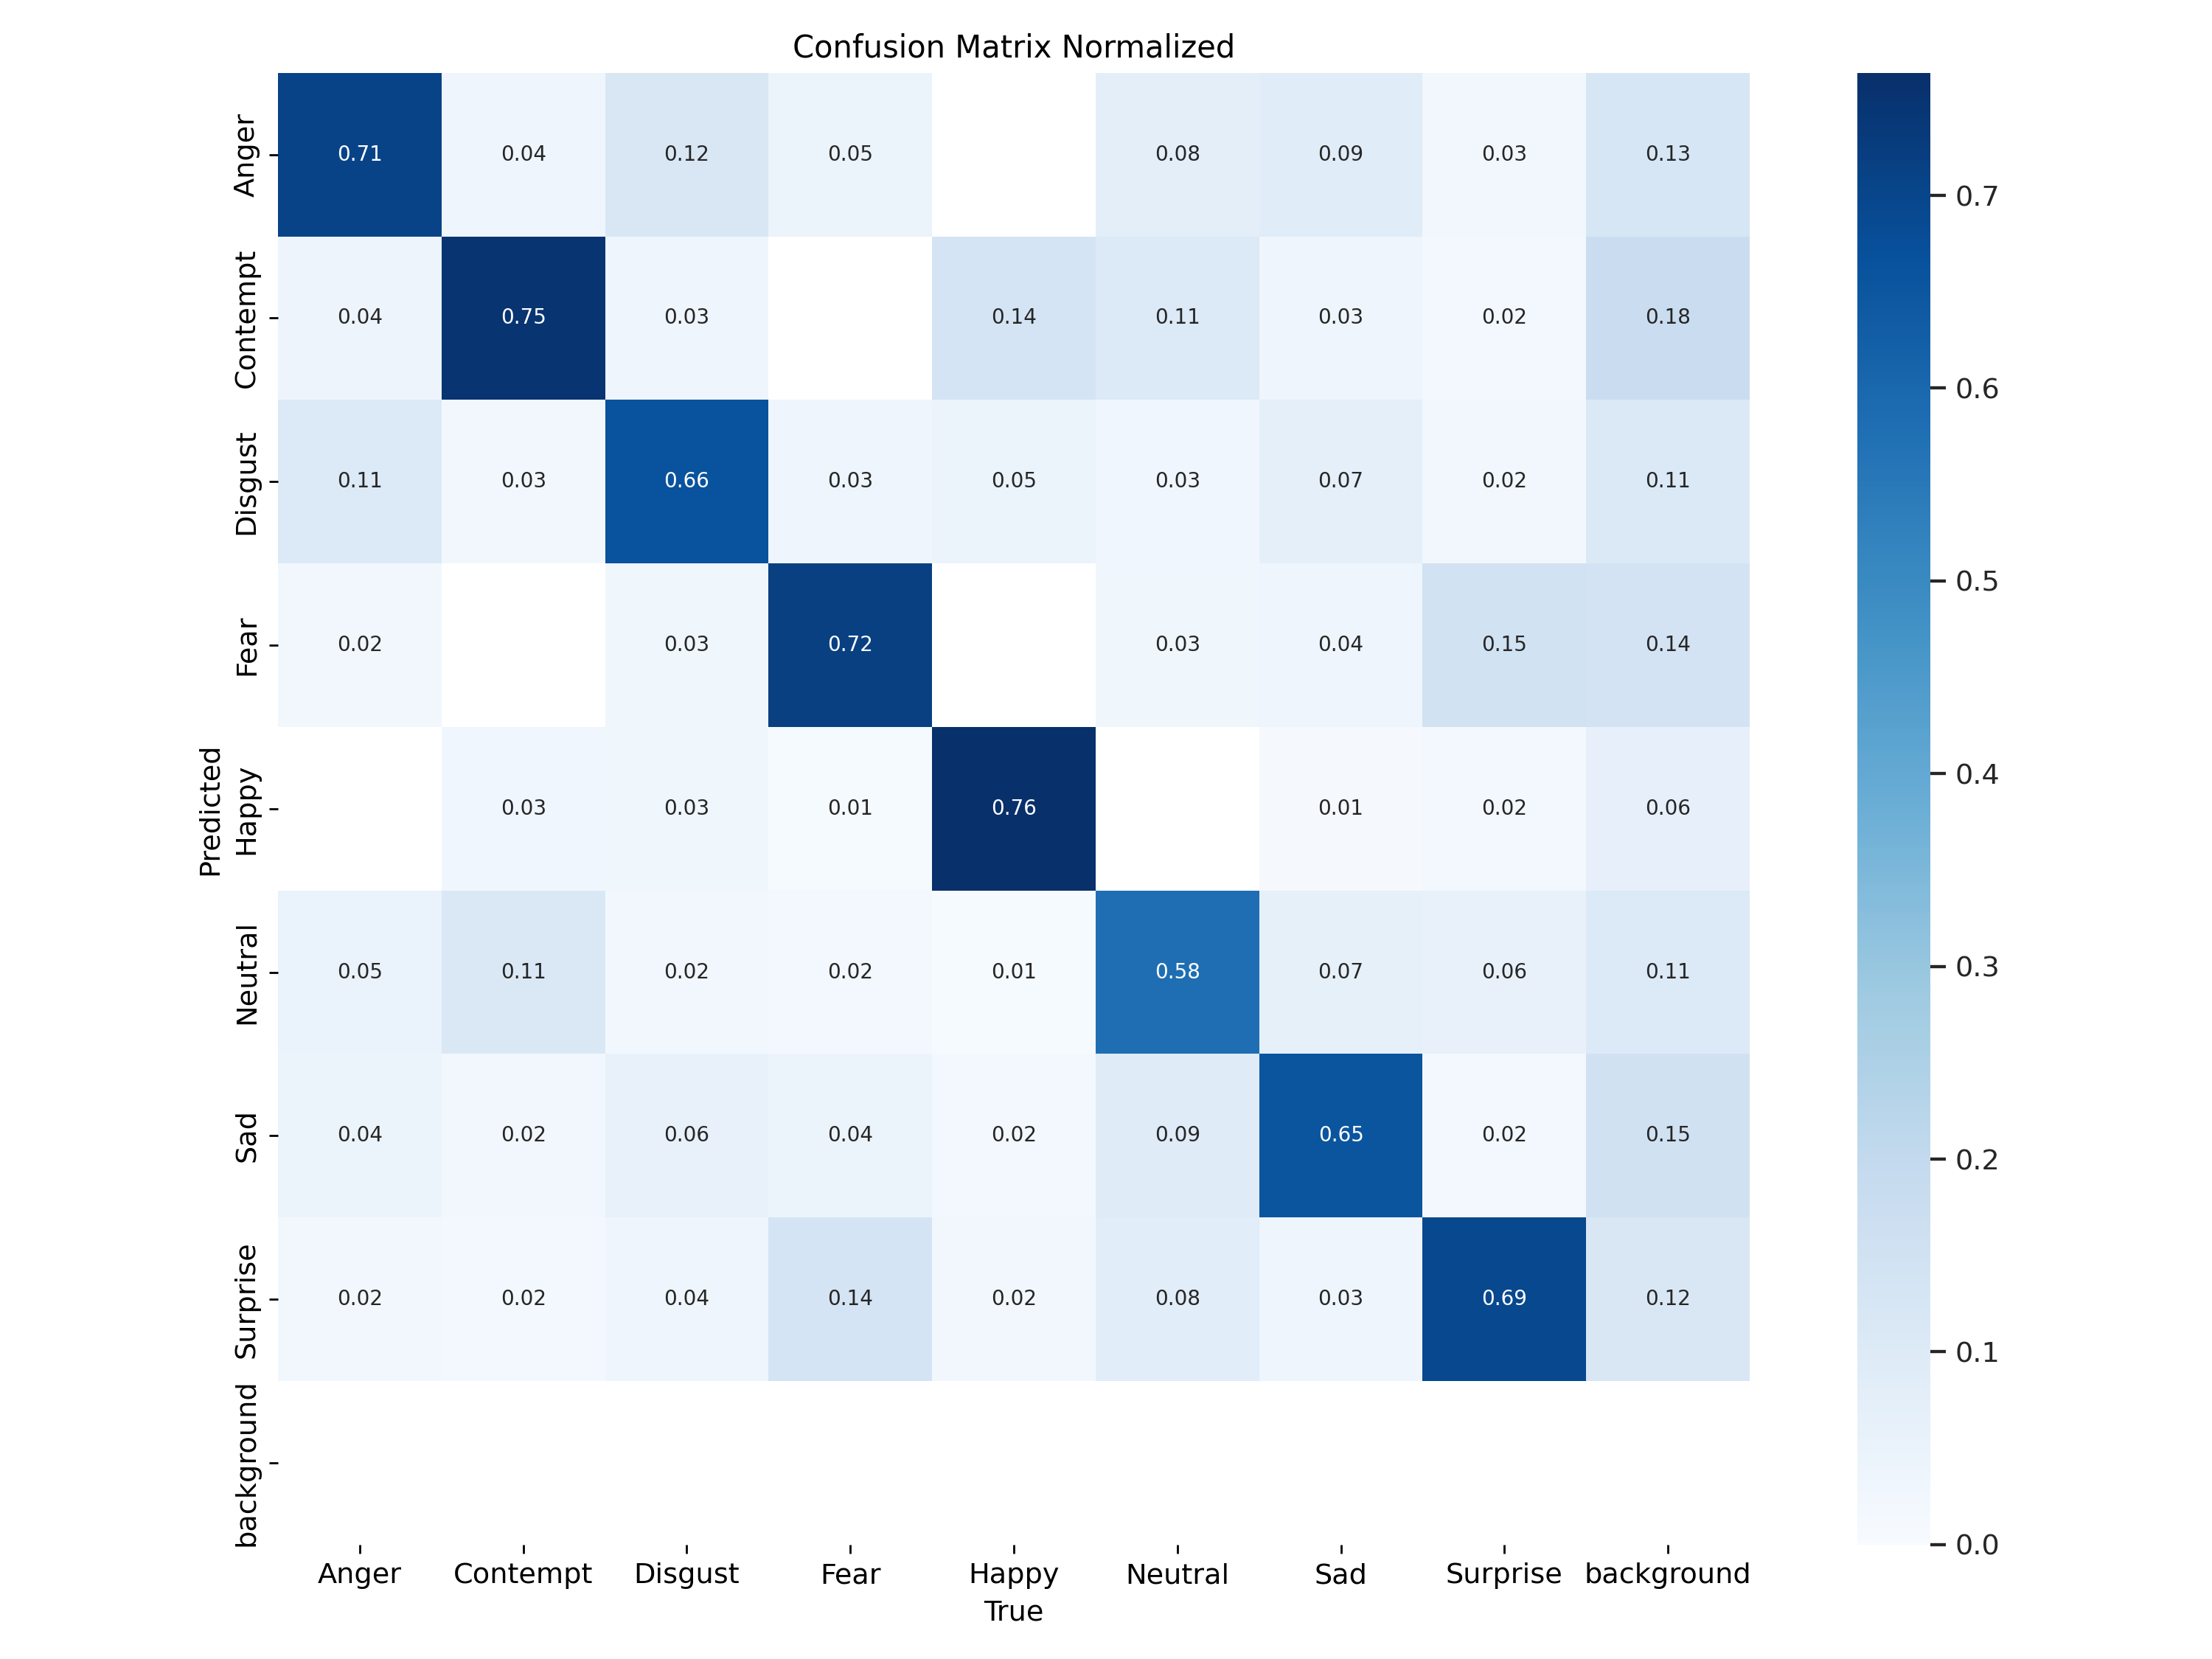 Confusion Matrix Normalized
Anger 0.71 0.04 0.12 0.05 0.08 0.09 0.03 0.13
Contempt 0.04 0.75 0.03 0.14 0.11 0.03 0.02 0.18
Disgust 0.11 0.03 0.66 0.03 0.05 0.03 0.07 0.02 0.11
Fear 0.02 0.03 0.72 0.03 0.04 0.15 0.14
Happy 0.03 0.03 0.01 0.76 0.01 0.02 0.06
Neutral 0.05 0.11 0.02 0.02 0.01 0.58 0.07 0.06 0.11
Sad 0.04 0.02 0.06 0.04 0.02 0.09 0.65 0.02 0.15
Surprise 0.02 0.02 0.04 0.14 0.02 0.08 0.03 0.69 0.12
background
Predicted
Anger Contempt Disgust Fear Happy Neutral Sad Surprise background
True
0.7
0.6
0.5
0.4
0.3
0.2
0.1
0.0